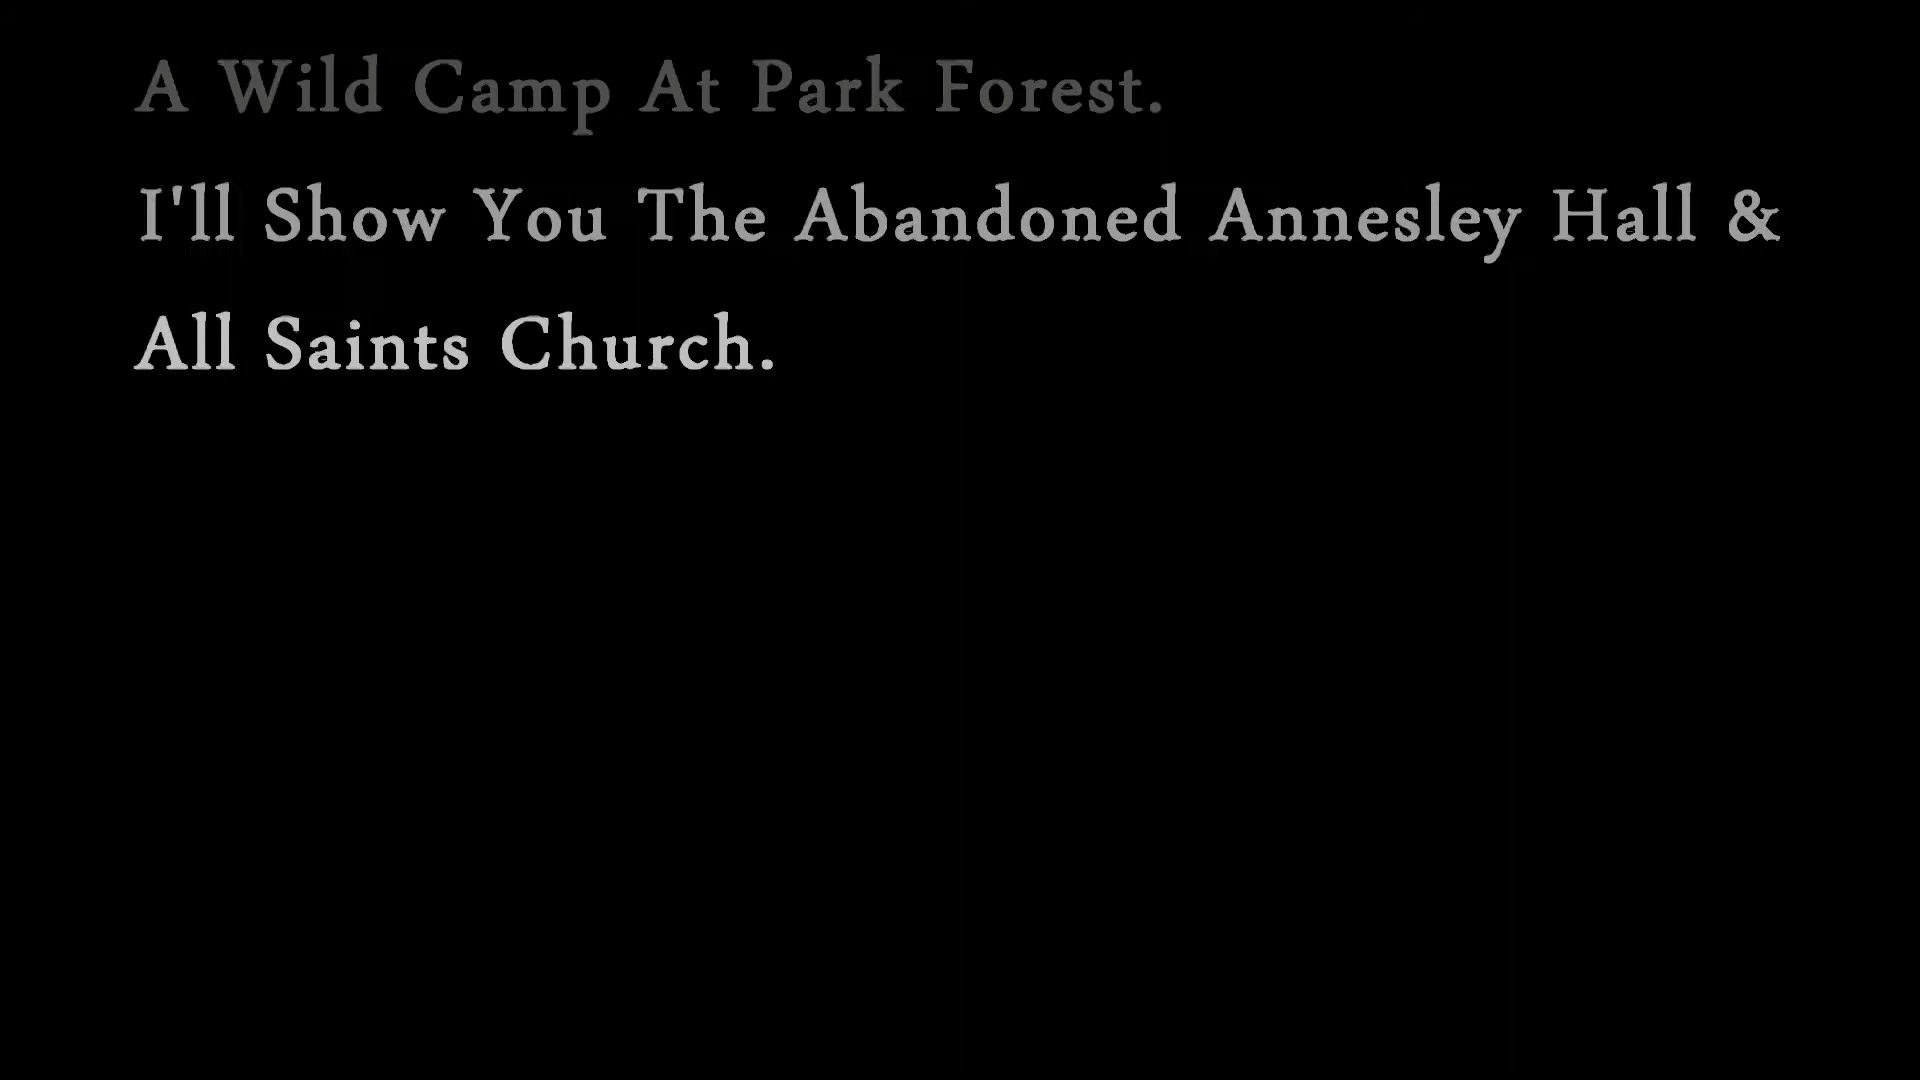 A Wild Camp At Park Forest.
I'll Show You The Abandoned Annesley Hall &
All Saints Church.